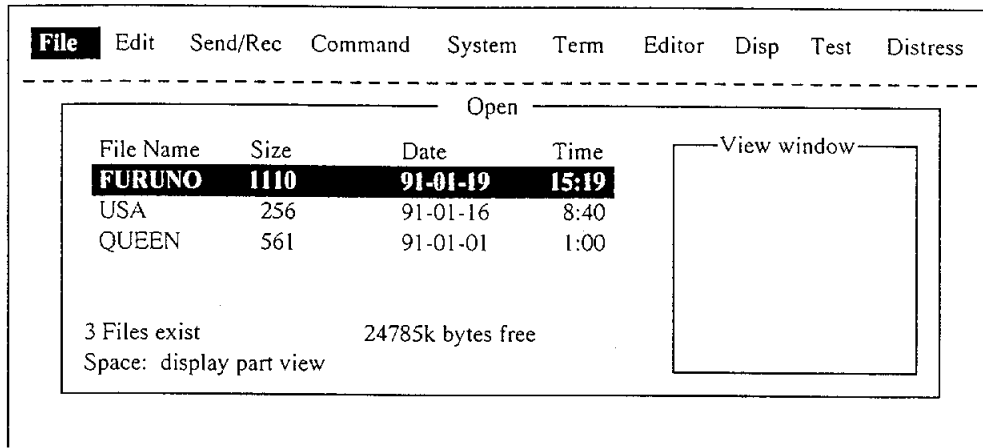 File Edit Send/Rec Command System Term Editor Disp Test Distress
Open
File Name Size Date Time
View window
FURUNO 1110 91-01-19 15:19
USA 256 91-01-16 8:40
QUEEN 561 91-01-01 1:00
3 Files exist 24785k bytes free
Space: display part view